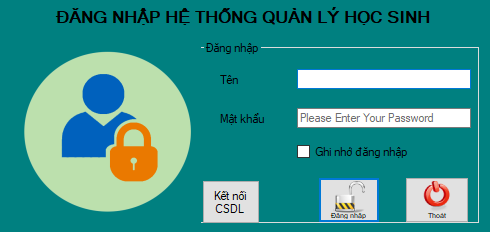 ĐĂNG NHẬP HỆ THỐNG QUẢN LÝ HỌC SINH
Đăng nhập
Tên
Mật khẩu
Please Enter Your Password
Ghi nhớ đăng nhập
Kết nối
CSDL
Đăng nhập
Thoát